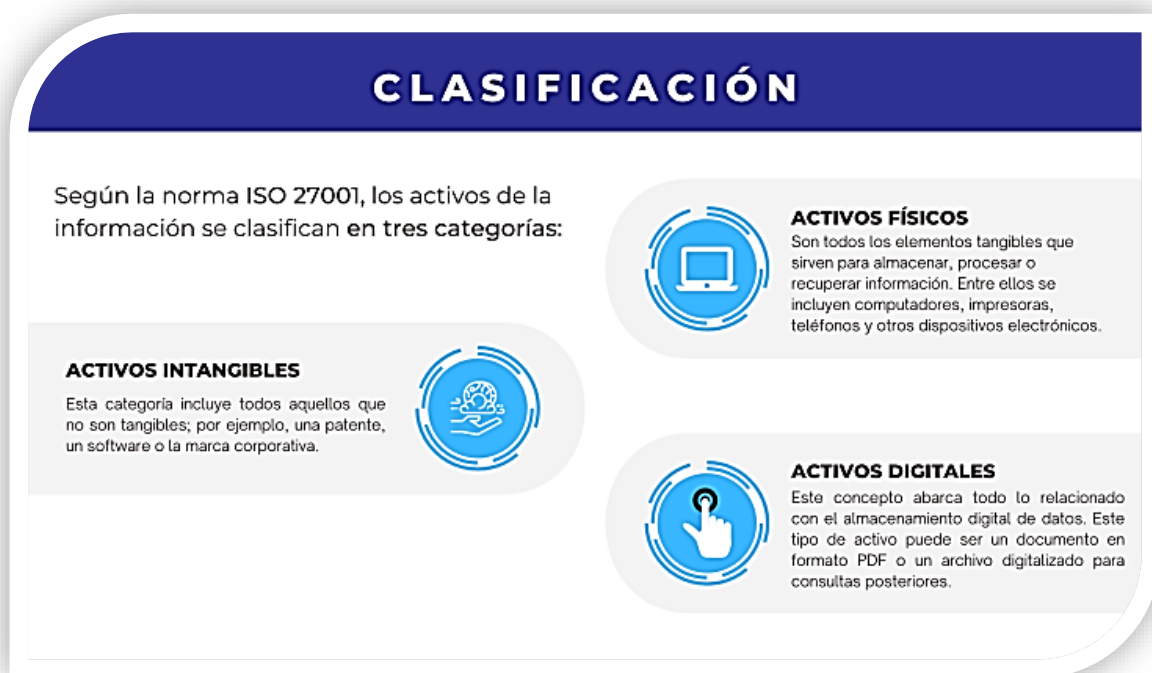 CLASIFICACIÓN
Según la norma ISO 27001, los activos de la
información se clasifican en tres categorías:
ACTIVOS FÍSICOS
Son todos los elementos tangibles que
sirven para almacenar, procesar o
recuperar información. Entre ellos se
incluyen computadores, impresoras,
teléfonos y otros dispositivos electrónicos.
ACTIVOS INTANGIBLES
Esta categoría incluye todos aquellos que
no son tangibles; por ejemplo, una patente,
un software o la marca corporativa.
ACTIVOS DIGITALES
Este concepto abarca todo lo relacionado
con el almacenamiento digital de datos. Este
tipo de activo puede ser un documento en
formato PDF o un archivo digitalizado para
consultas posteriores.